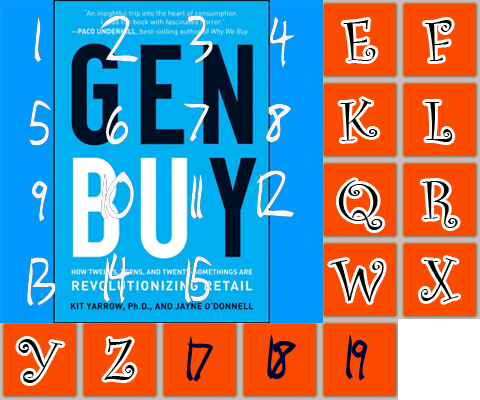 1 2 3 4 E F
"An insightful trip into the heart of consumption.
the book with fascinated horror."
—PACO UNDERHILL, best-selling author of Why We Buy
GEN
5 6 7 8 K L
9 10 11 12 Q R
BUY
HOW TWEENS, TEENS, AND TWENTY-SOMETHINGS ARE
REVOLUTIONIZING RETAIL
13 14 15 W X
KIT YARROW, Ph.D., AND JAYNE O'DONNELL
Y Z 17 18 19